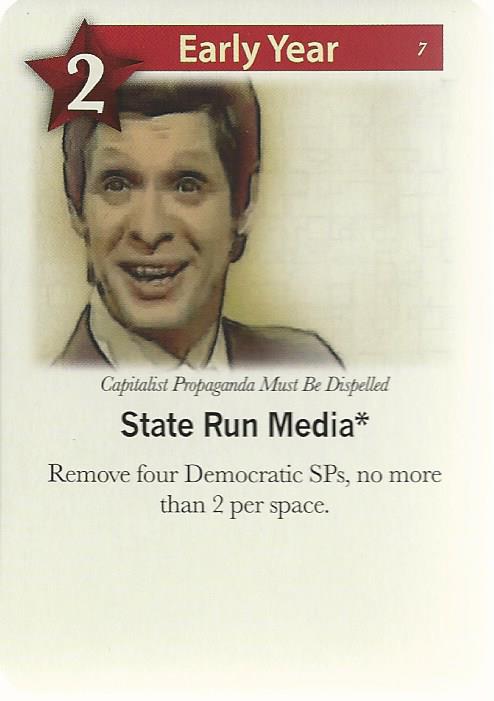 2
Early Year
7
Capitalist Propaganda Must Be Dispelled
State Run Media*
Remove four Democratic SPs, no more
than 2 per space.